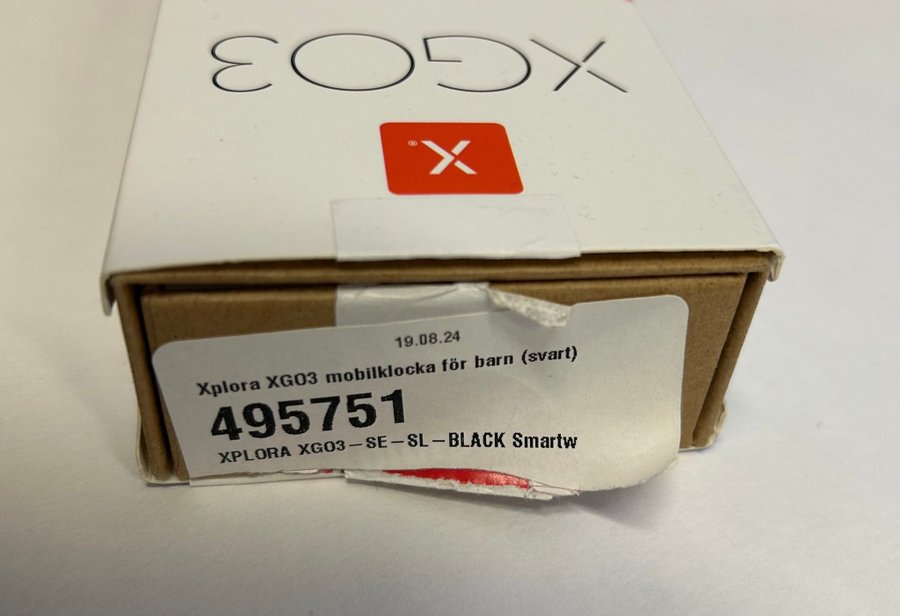 XGO3
X®
19.08.24
Xplora XGO3 mobilklocka för barn (svart)
495751
XPLORA XGO3-SE-SL-BLACK Smartw